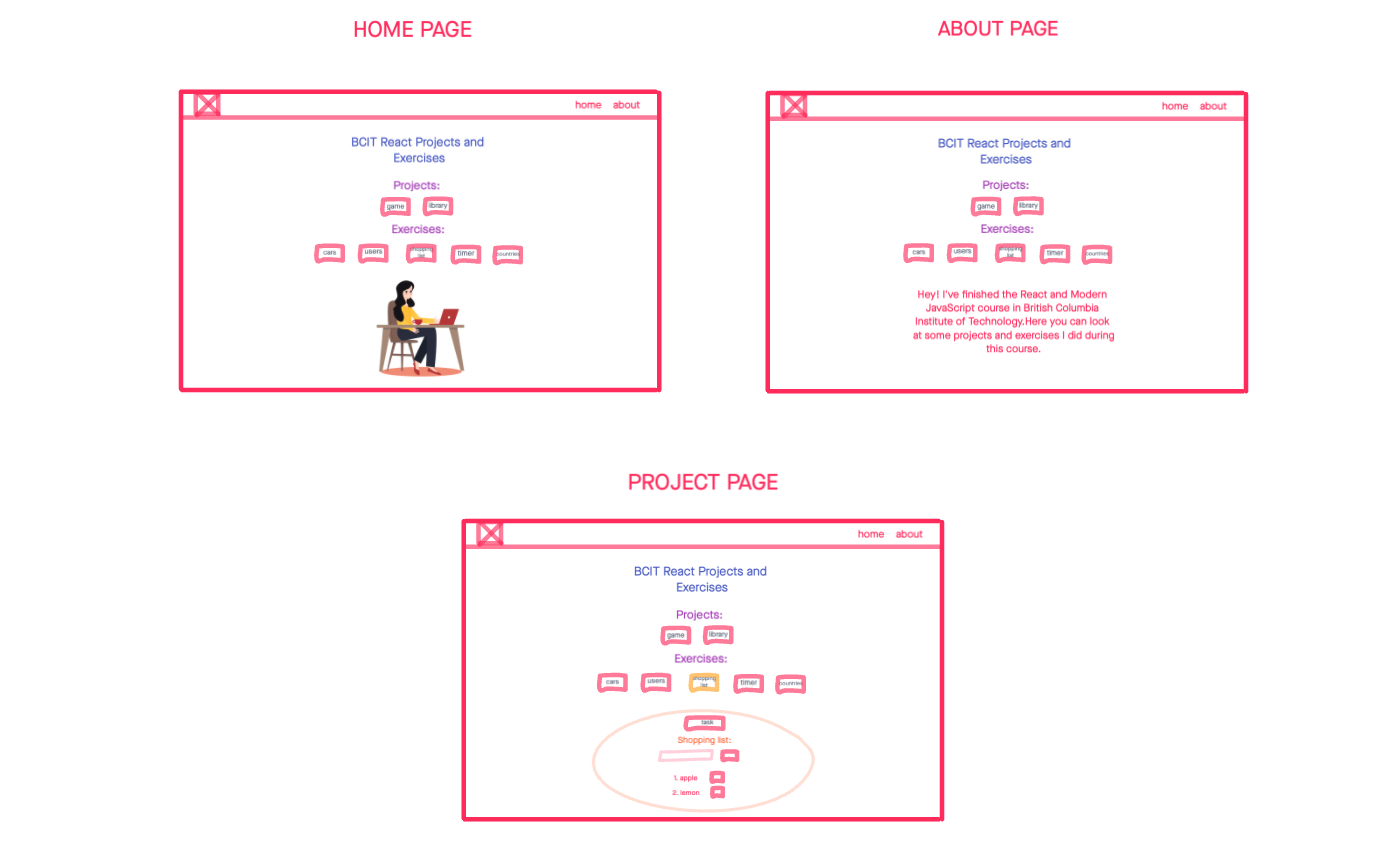 HOME PAGE
home about
BCIT React Projects and
Exercises
Projects:
game library
Exercises:
cars users shopping list timer countries
ABOUT PAGE
home about
BCIT React Projects and
Exercises
Projects:
game library
Exercises:
cars users shopping list timer countries
Hey! I've finished the React and Modern
JavaScript course in British Columbia
Institute of Technology.Here you can look
at some projects and exercises I did during
this course.
PROJECT PAGE
home about
BCIT React Projects and
Exercises
Projects:
game library
Exercises:
cars users shopping list timer countries
task
Shopping list:
1. apple
2. lemon